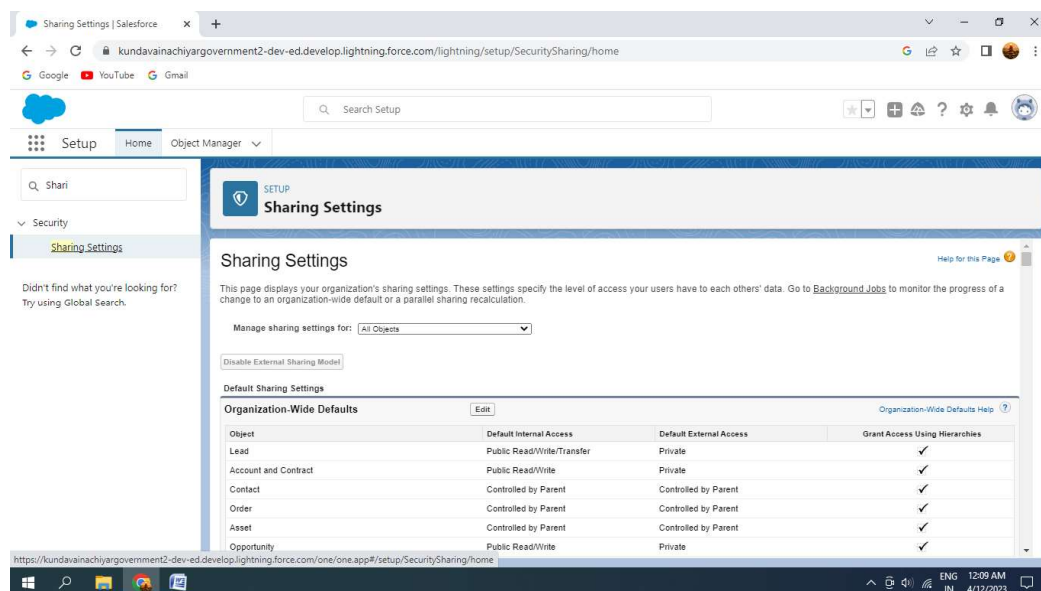 Sharing Settings | Salesforce
kundavainachiyargovernment2-dev-ed.develop.lightning.force.com/lightning/setup/SecuritySharing/home
Google YouTube Gmail
Search Setup
Setup Home Object Manager
Shari
Security
Sharing Settings
Didn't find what you're looking for?
Try using Global Search.
SETUP
Sharing Settings
Sharing Settings
Help for this Page
This page displays your organization's sharing settings. These settings specify the level of access your users have to each others' data. Go to Background Jobs to monitor the progress of a
change to an organization-wide default or a parallel sharing recalculation.
Manage sharing settings for: All Objects
Disable External Sharing Model
Default Sharing Settings
Organization-Wide Defaults Edit Organization-Wide Defaults Help ?
Object Default Internal Access Default External Access Grant Access Using Hierarchies
Lead Public Read/Write/Transfer Private ✓
Account and Contract Public Read/Write Private ✓
Contact Controlled by Parent Controlled by Parent ✓
Order Controlled by Parent Controlled by Parent ✓
Asset Controlled by Parent Controlled by Parent ✓
Opportunity Public Read/Write Private ✓
https://kundavainachiyargovernment2-dev-ed.develop.lightning.force.com/one/one.app#/setup/SecuritySharing/home
ENG 12:09 AM
IN 4/12/2023